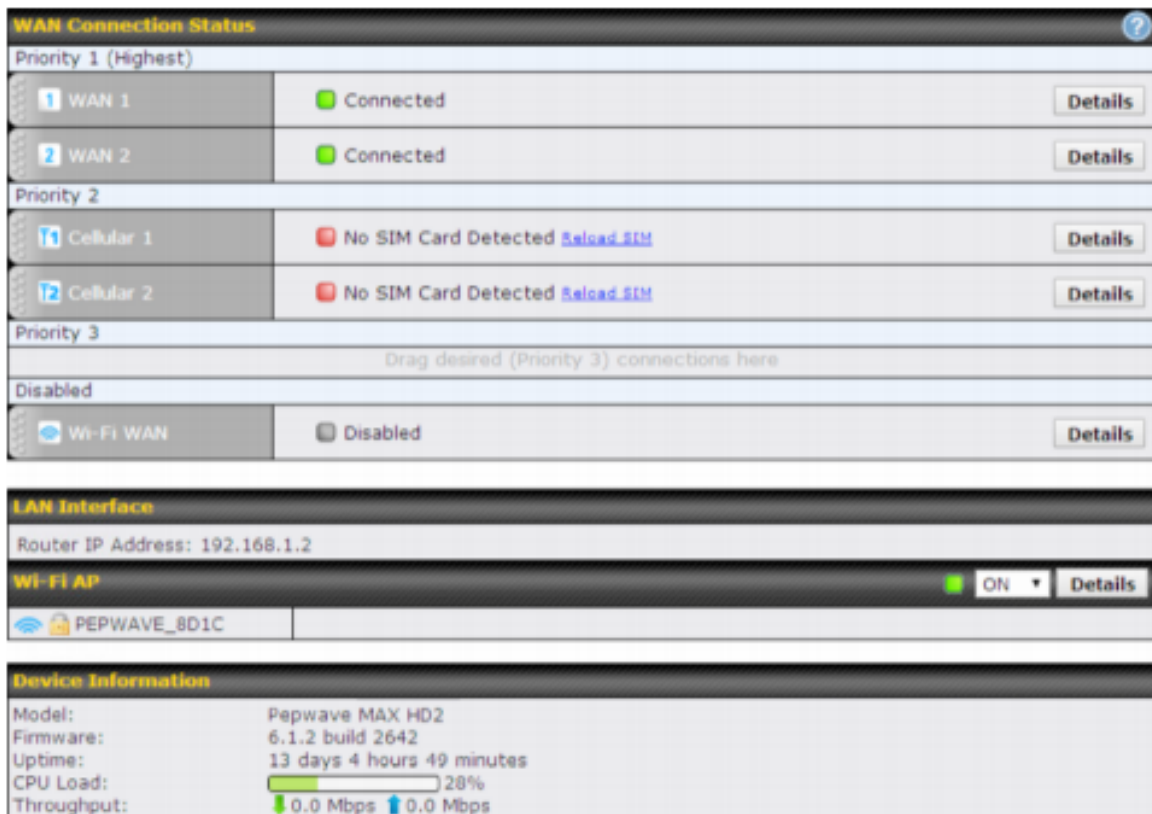 WAN Connection Status ?
Priority 1 (Highest)
1 WAN 1 Connected Details
2 WAN 2 Connected Details
Priority 2
1 Cellular 1 No SIM Card Detected Reload SIM Details
2 Cellular 2 No SIM Card Detected Reload SIM Details
Priority 3
Drag desired (Priority 3) connections here
Disabled
Wi-Fi WAN Disabled Details
LAN Interface
Router IP Address: 192.168.1.2
Wi-Fi AP ON Details
PEPWAVE_8D1C
Device Information
Model: Pepwave MAX HD2
Firmware: 6.1.2 build 2642
Uptime: 13 days 4 hours 49 minutes
CPU Load: 28%
Throughput: 0.0 Mbps 0.0 Mbps